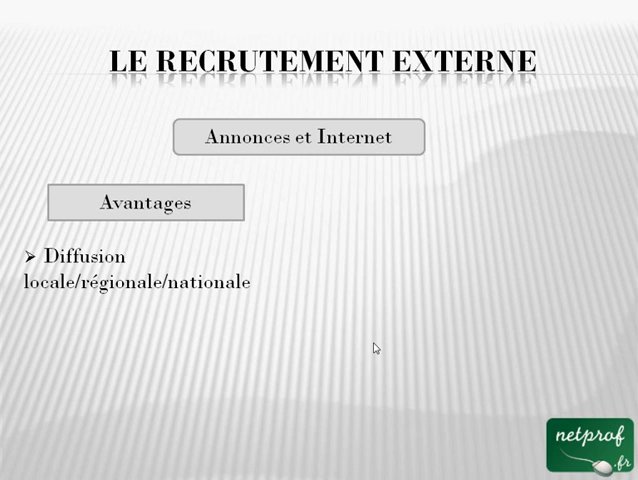 LE RECRUTEMENT EXTERNE
Annonces et Internet
Avantages
➢ Diffusion
locale/régionale/nationale
netprof
.fr